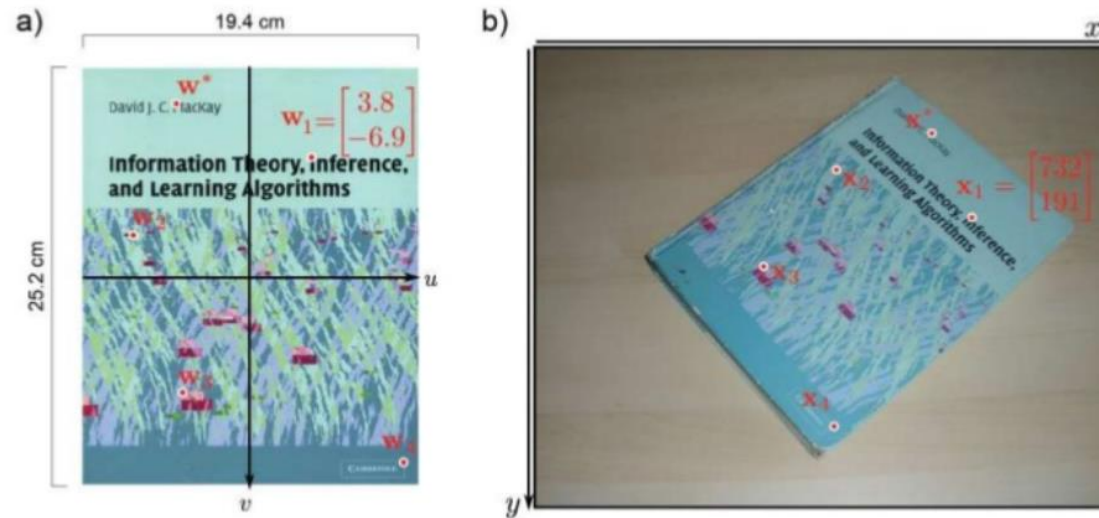 a)
19.4 cm
25.2 cm
w*
David J. C. MacKay
w₁ = [3.8
-6.9]
Information Theory, Inference,
and Learning Algorithms
w₂
u
w₃
w₄
CAMBRIDGE
v
b)
x
x*
Information Theory, Inference,
and Learning Algorithms
x₁ = [732
191]
x₂
x₃
x₄
y